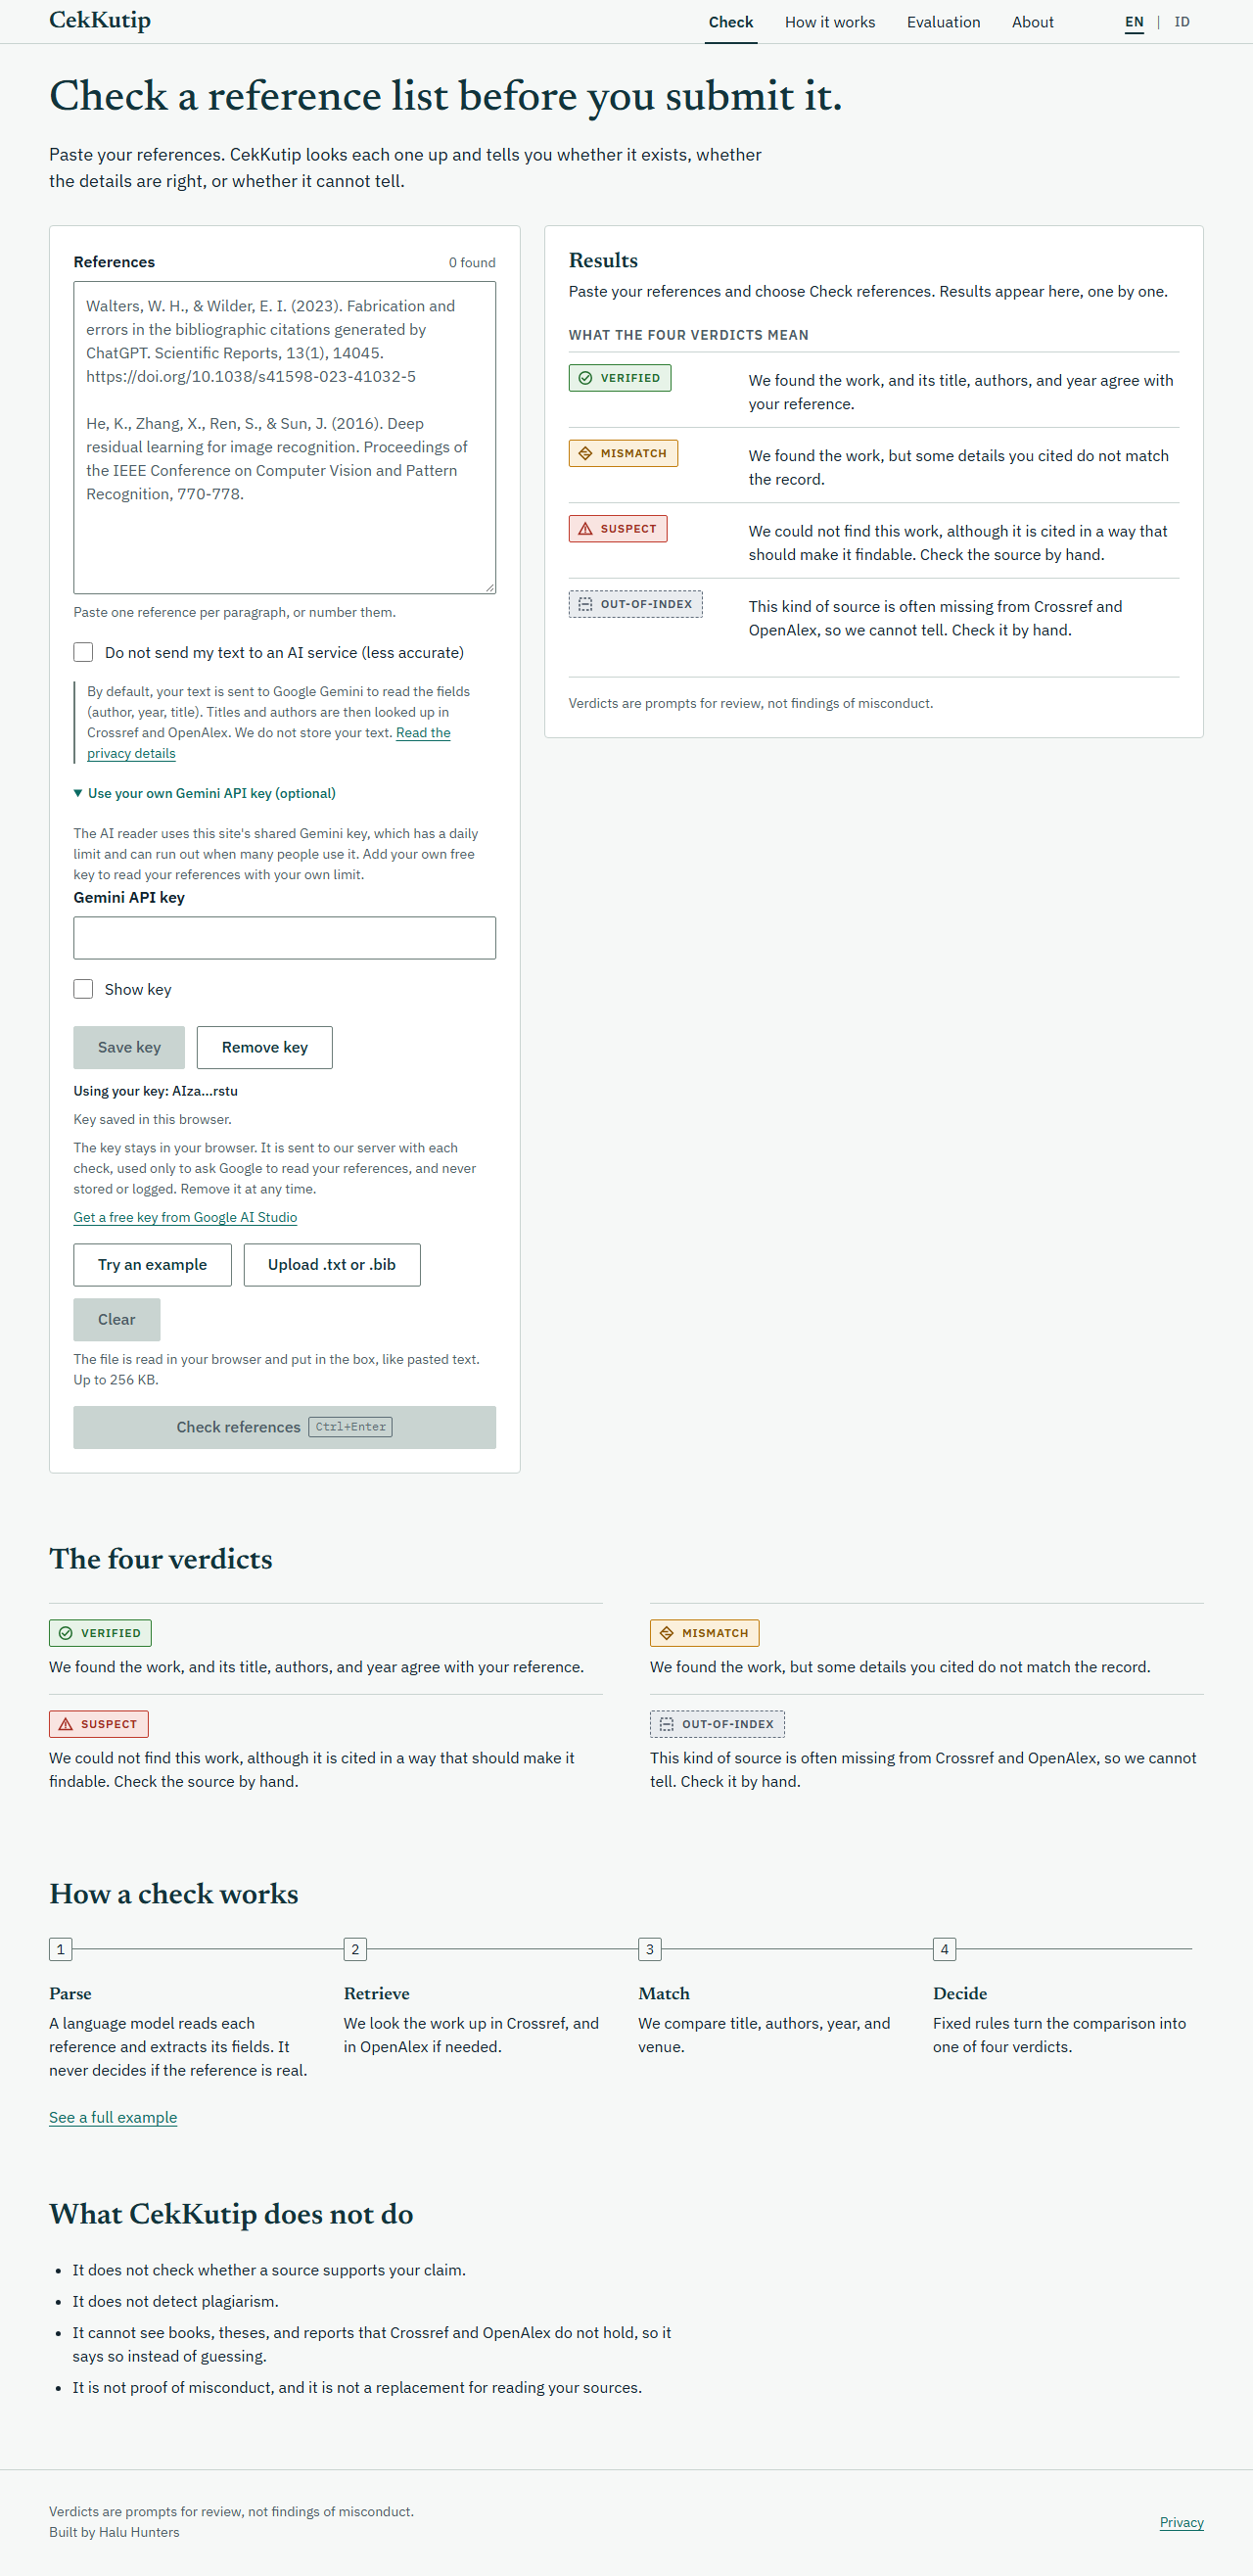 CekKutip
Check
How it works
Evaluation
About
EN | ID
Check a reference list before you submit it.
Paste your references. CekKutip looks each one up and tells you whether it exists, whether
the details are right, or whether it cannot tell.
References
0 found
Walters, W. H., & Wilder, E. I. (2023). Fabrication and
errors in the bibliographic citations generated by
ChatGPT. Scientific Reports, 13(1), 14045.
https://doi.org/10.1038/s41598-023-41032-5
He, K., Zhang, X., Ren, S., & Sun, J. (2016). Deep
residual learning for image recognition. Proceedings of
the IEEE Conference on Computer Vision and Pattern
Recognition, 770-778.
Paste one reference per paragraph, or number them.
Do not send my text to an AI service (less accurate)
By default, your text is sent to Google Gemini to read the fields
(author, year, title). Titles and authors are then looked up in
Crossref and OpenAlex. We do not store your text. Read the
privacy details
Use your own Gemini API key (optional)
The AI reader uses this site's shared Gemini key, which has a daily
limit and can run out when many people use it. Add your own free
key to read your references with your own limit.
Gemini API key
Show key
Save key
Remove key
Using your key: AIza...rstu
Key saved in this browser.
The key stays in your browser. It is sent to our server with each
check, used only to ask Google to read your references, and never
stored or logged. Remove it at any time.
Get a free key from Google AI Studio
Try an example
Upload .txt or .bib
Clear
The file is read in your browser and put in the box, like pasted text.
Up to 256 KB.
Check references Ctrl+Enter
Results
Paste your references and choose Check references. Results appear here, one by one.
WHAT THE FOUR VERDICTS MEAN
VERIFIED
We found the work, and its title, authors, and year agree with
your reference.
MISMATCH
We found the work, but some details you cited do not match
the record.
SUSPECT
We could not find this work, although it is cited in a way that
should make it findable. Check the source by hand.
OUT-OF-INDEX
This kind of source is often missing from Crossref and
OpenAlex, so we cannot tell. Check it by hand.
Verdicts are prompts for review, not findings of misconduct.
The four verdicts
VERIFIED
We found the work, and its title, authors, and year agree with your reference.
MISMATCH
We found the work, but some details you cited do not match the record.
SUSPECT
We could not find this work, although it is cited in a way that should make it
findable. Check the source by hand.
OUT-OF-INDEX
This kind of source is often missing from Crossref and OpenAlex, so we cannot
tell. Check it by hand.
How a check works
1
Parse
A language model reads each
reference and extracts its fields. It
never decides if the reference is real.
2
Retrieve
We look the work up in Crossref, and
in OpenAlex if needed.
3
Match
We compare title, authors, year, and
venue.
4
Decide
Fixed rules turn the comparison into
one of four verdicts.
See a full example
What CekKutip does not do
• It does not check whether a source supports your claim.
• It does not detect plagiarism.
• It cannot see books, theses, and reports that Crossref and OpenAlex do not hold, so it
says so instead of guessing.
• It is not proof of misconduct, and it is not a replacement for reading your sources.
Verdicts are prompts for review, not findings of misconduct.
Built by Halu Hunters
Privacy